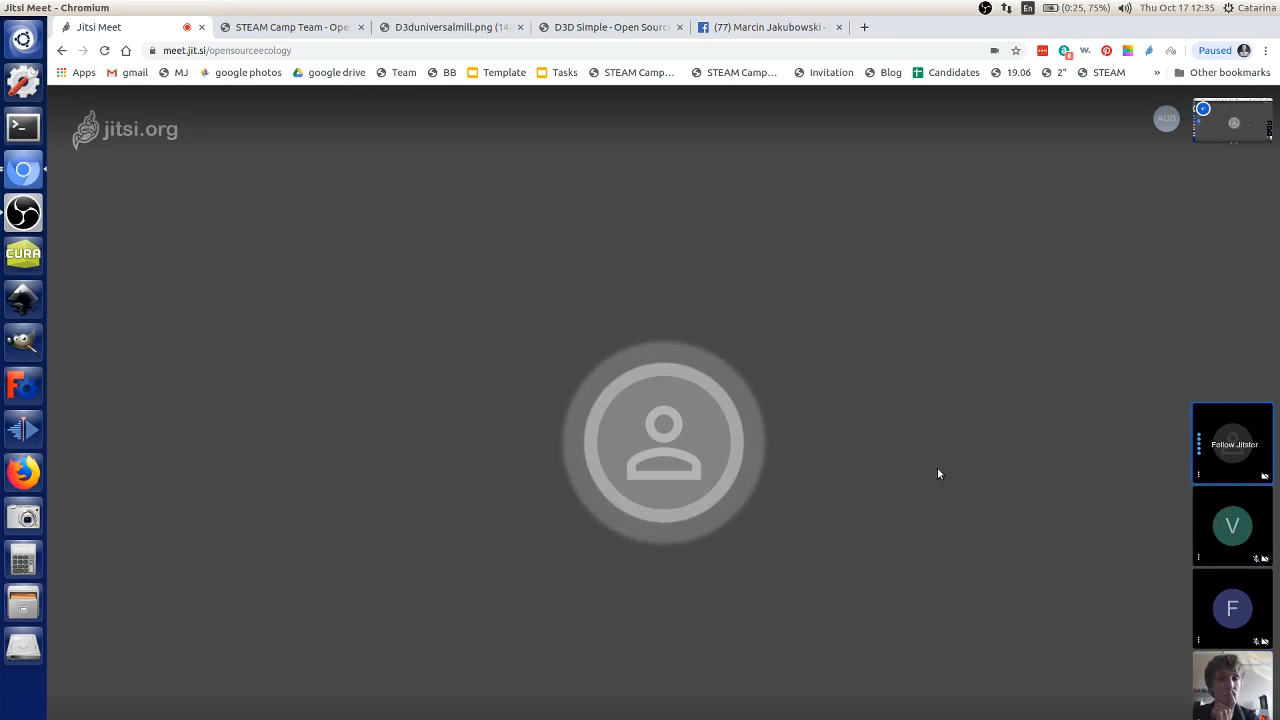 Jitsi Meet - Chromium
En
(0:25, 75%)
Thu Oct 17 12:35
Catarina
Jitsi Meet
STEAM Camp Team - Open
D3duniversalmill.png (14
D3D Simple - Open Sourc
(77) Marcin Jakubowski -
meet.jit.si/opensourceecology
Paused
Apps
gmail
M
google photos
google drive
Team
BB
Template
Tasks
STEAM Camp...
STEAM Camp...
Invitation
Blog
Candidates
19.06
2"
STEAM
»
Other bookmarks
jitsi.org
AUD
CURA
Fellow Jitster
V
F